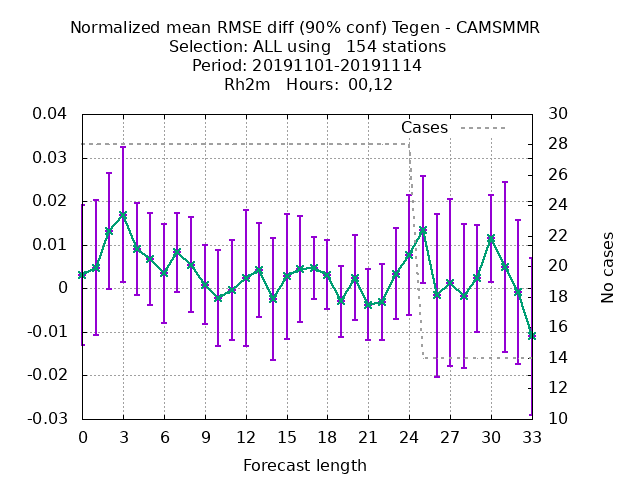 Normalized mean RMSE diff (90% conf) Tegen - CAMSMMR
Selection: ALL using   154 stations
Period: 20191101-20191114
Rh2m   Hours:  00,12
Cases
0.04
0.03
0.02
0.01
0
-0.01
-0.02
-0.03
30
28
26
24
22
20
18
16
14
12
10
No cases
0 3 6 9 12 15 18 21 24 27 30 33
Forecast length